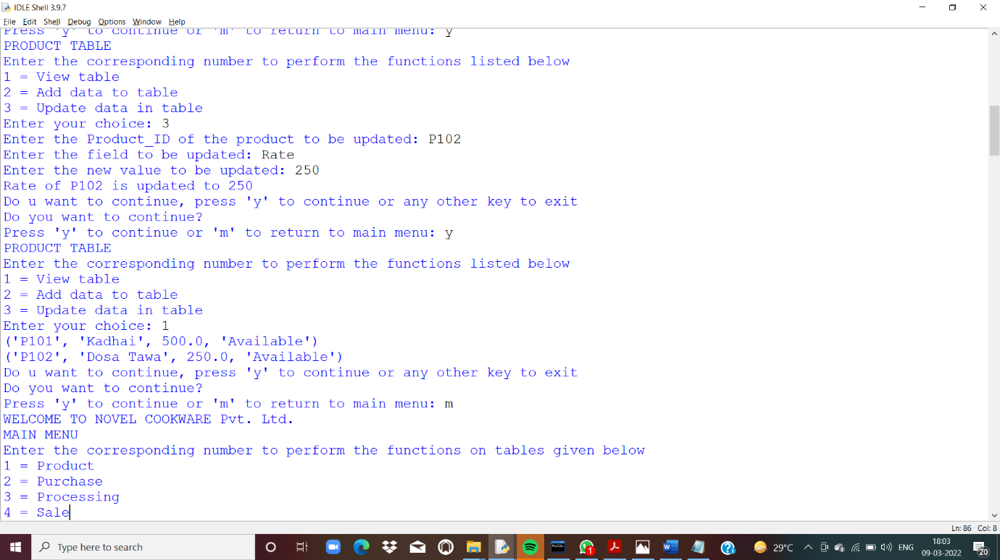 IDLE Shell 3.9.7
File Edit Shell Debug Options Window Help
Press 'y' to continue or 'm' to return to main menu: y
PRODUCT TABLE
Enter the corresponding number to perform the functions listed below
1 = View table
2 = Add data to table
3 = Update data in table
Enter your choice: 3
Enter the Product_ID of the product to be updated: P102
Enter the field to be updated: Rate
Enter the new value to be updated: 250
Rate of P102 is updated to 250
Do u want to continue, press 'y' to continue or any other key to exit
Do you want to continue?
Press 'y' to continue or 'm' to return to main menu: y
PRODUCT TABLE
Enter the corresponding number to perform the functions listed below
1 = View table
2 = Add data to table
3 = Update data in table
Enter your choice: 1
('P101', 'Kadhai', 500.0, 'Available')
('P102', 'Dosa Tawa', 250.0, 'Available')
Do u want to continue, press 'y' to continue or any other key to exit
Do you want to continue?
Press 'y' to continue or 'm' to return to main menu: m
WELCOME TO NOVEL COOKWARE Pvt. Ltd.
MAIN MENU
Enter the corresponding number to perform the functions on tables given below
1 = Product
2 = Purchase
3 = Processing
4 = Sale
Ln: 86 Col: 8
Type here to search
29°C
ENG
18:03
09-03-2022
20